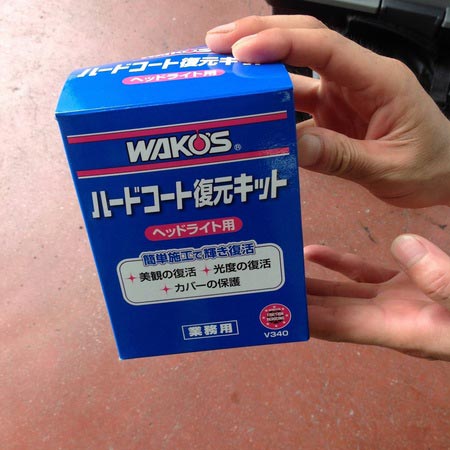 ハードコート復元キット
ヘッドライト用
WAKO'S®
ハードコート復元キット
ヘッドライト用
簡単施工で輝き復活
美観の復活 光度の復活
カバーの保護
業務用
V340